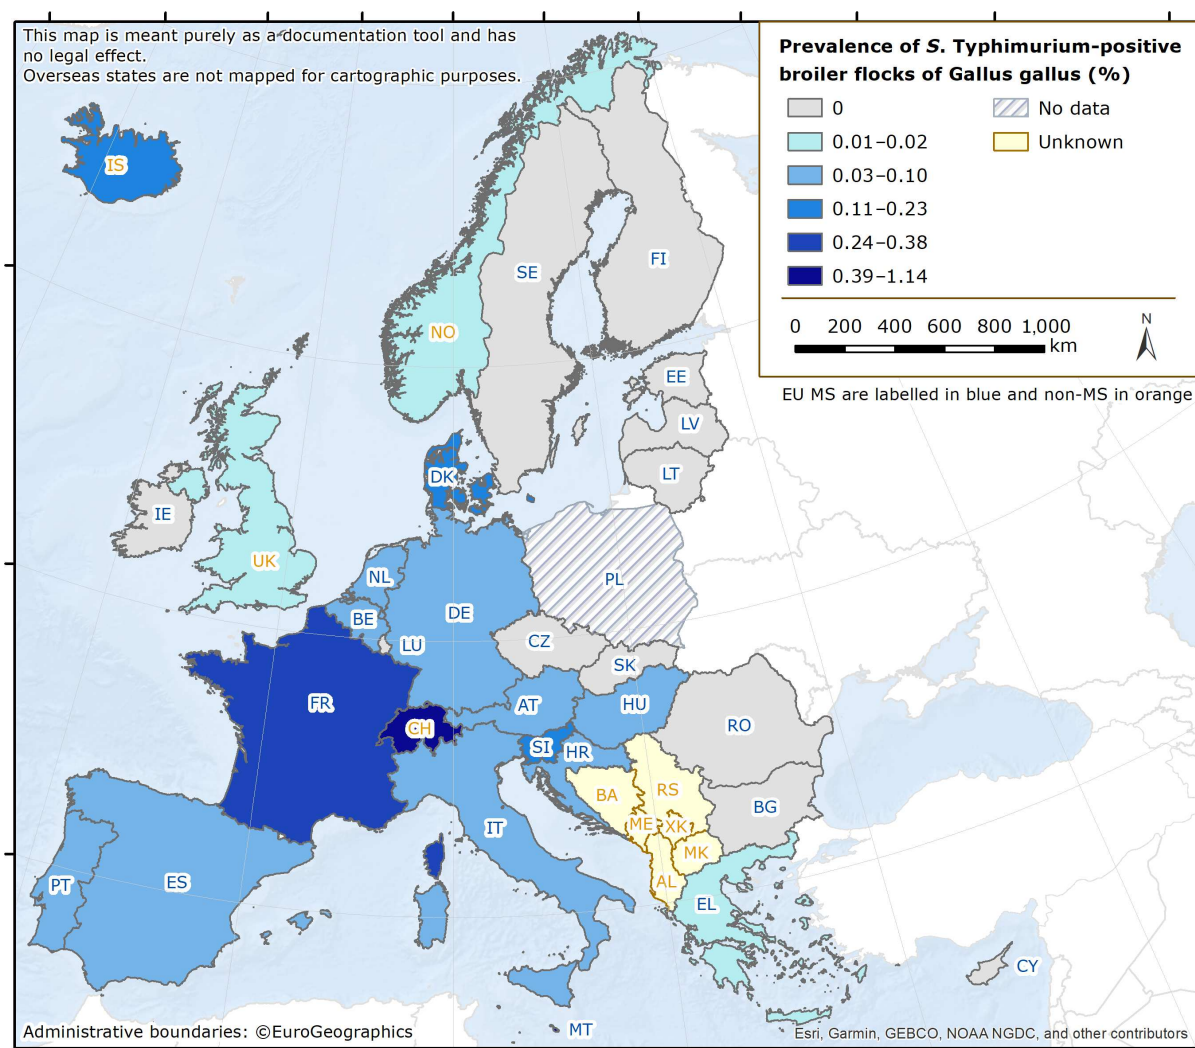 This map is meant purely as a documentation tool and has
no legal effect.
Overseas states are not mapped for cartographic purposes.
Prevalence of S. Typhimurium-positive
broiler flocks of Gallus gallus (%)
0
No data
0.01–0.02
Unknown
0.03–0.10
0.11–0.23
0.24–0.38
0.39–1.14
0 200 400 600 800 1,000
km
N
EU MS are labelled in blue and non-MS in orange
IS
SE
FI
NO
EE
LV
LT
DK
IE
UK
NL
PL
BE
DE
LU
CZ
SK
FR
AT
HU
CH
RO
SI
HR
BA
RS
BG
IT
ME
XK
MK
PT
ES
AL
EL
CY
MT
Administrative boundaries: ©EuroGeographics
Esri, Garmin, GEBCO, NOAA NGDC, and other contributors